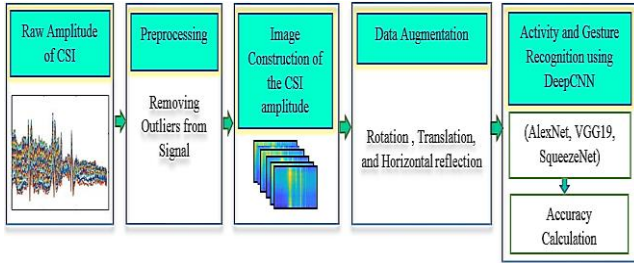 Raw Amplitude
of CSI
Preprocessing
Removing
Outliers from
Signal
Image
Construction of
the CSI
amplitude
Data Augmentation
Rotation , Translation,
and Horizontal reflection
Activity and Gesture
Recognition using
DeepCNN
(AlexNet, VGG19,
SqueezeNet)
Accuracy
Calculation